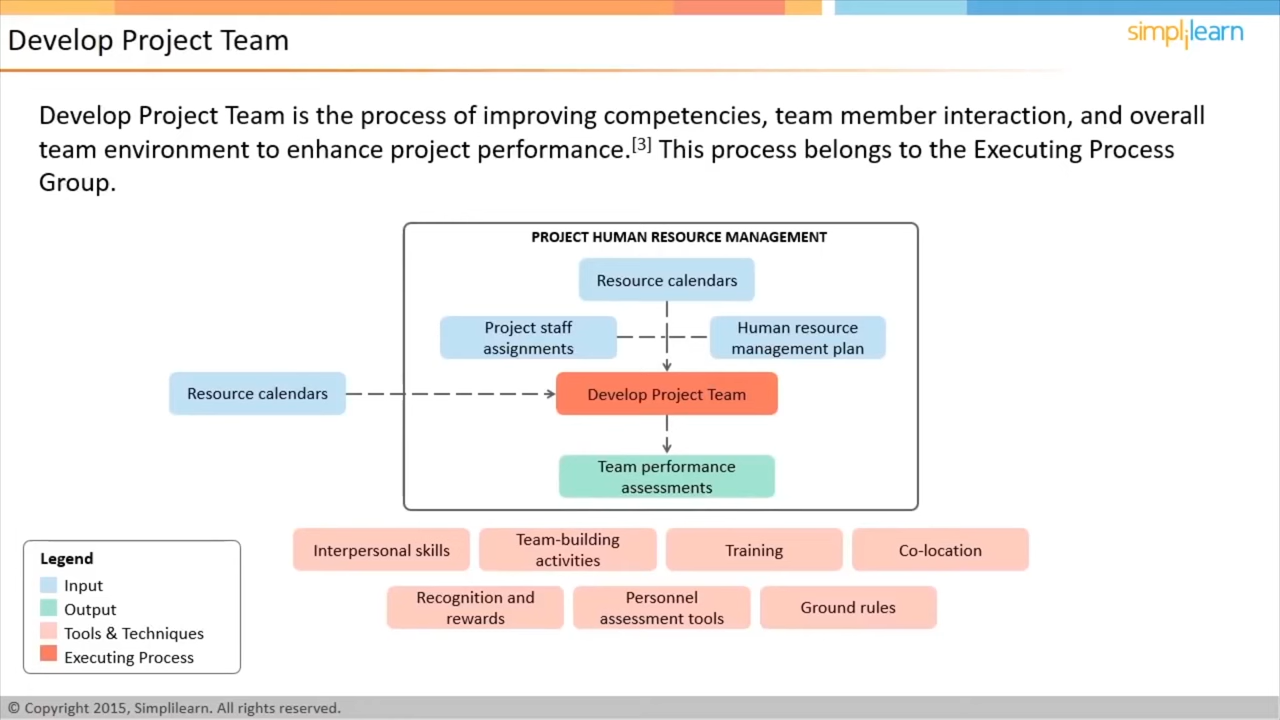 Develop Project Team
simplilearn
Develop Project Team is the process of improving competencies, team member interaction, and overall
team environment to enhance project performance.[3] This process belongs to the Executing Process
Group.
PROJECT HUMAN RESOURCE MANAGEMENT
Resource calendars
Project staff
assignments
Human resource
management plan
Resource calendars
Develop Project Team
Team performance
assessments
Interpersonal skills
Team-building
activities
Training
Co-location
Recognition and
rewards
Personnel
assessment tools
Ground rules
Legend
Input
Output
Tools & Techniques
Executing Process
© Copyright 2015, Simplilearn. All rights reserved.